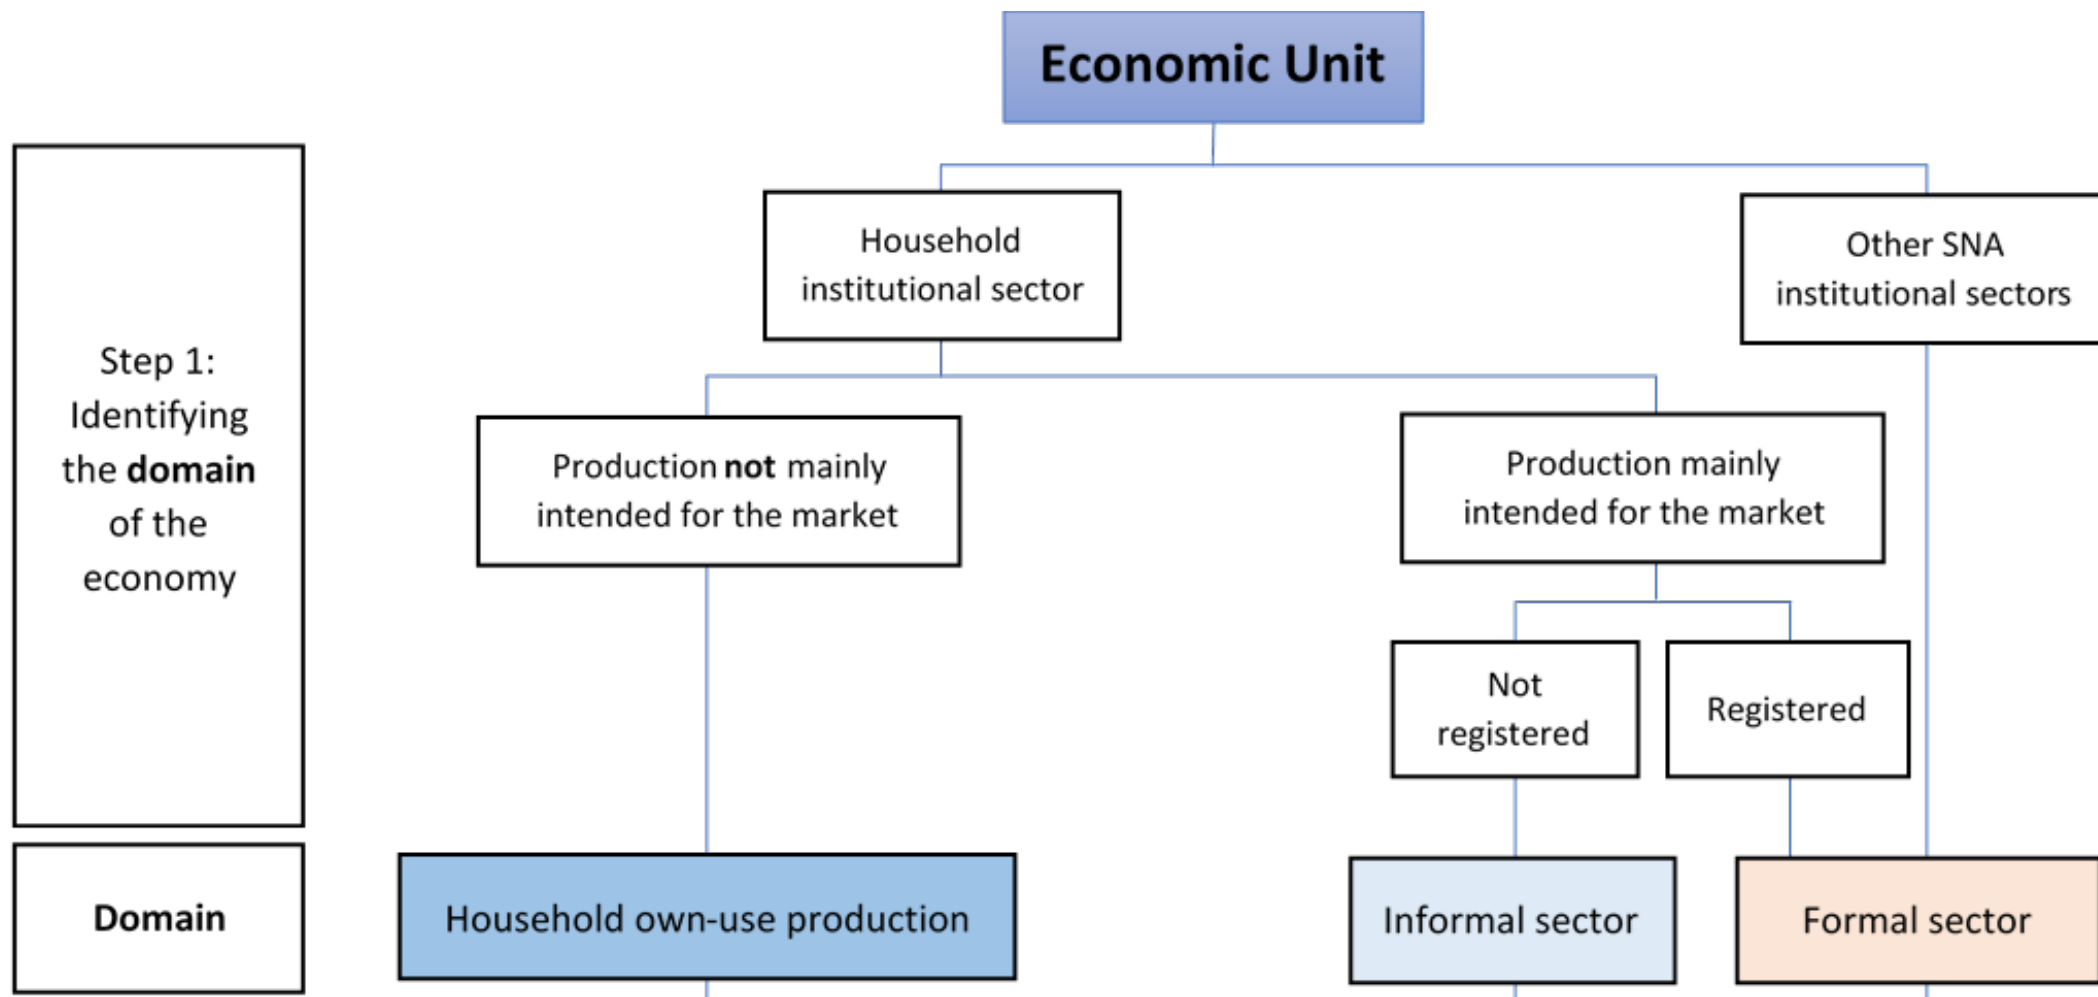 Economic Unit
Household
institutional sector
Other SNA
institutional sectors
Step 1:
Identifying
the domain
of the
economy
Production not mainly
intended for the market
Production mainly
intended for the market
Not
registered
Registered
Domain
Household own-use production
Informal sector
Formal sector